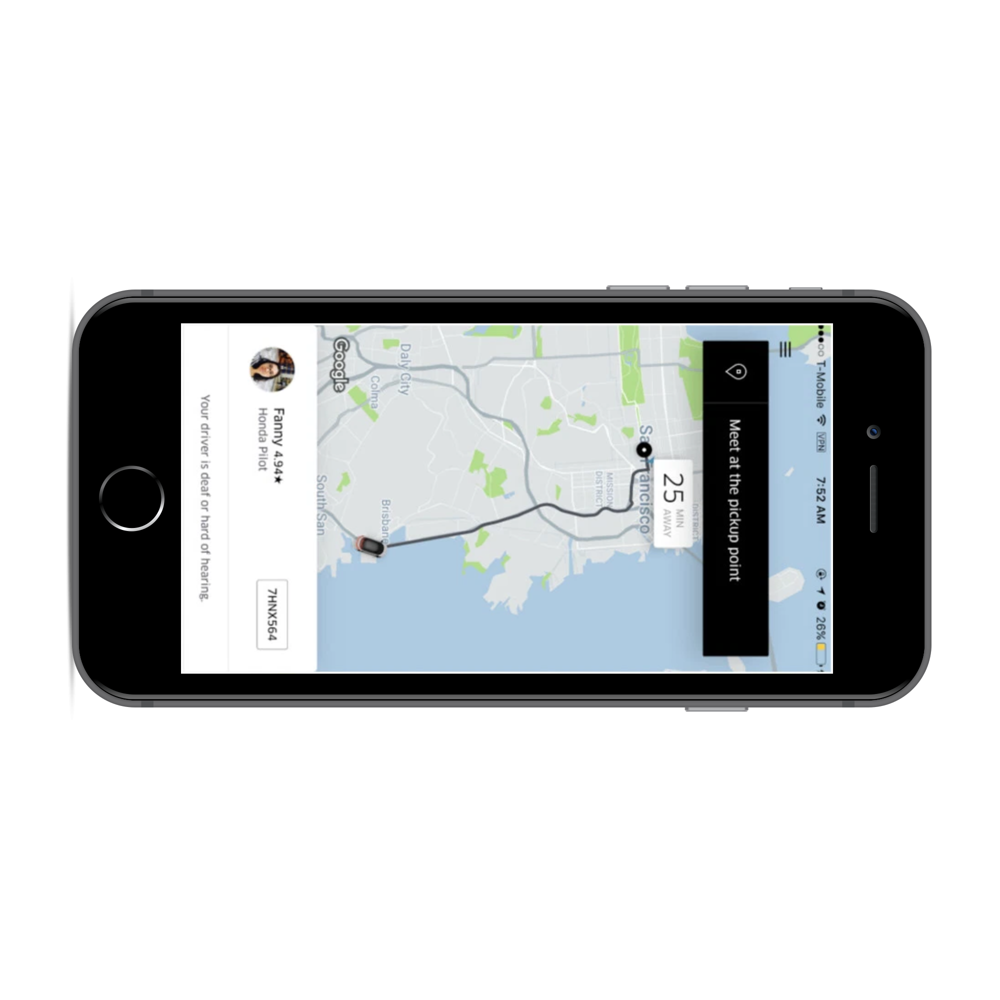 T-Mobile VPN 7:52 AM 26%
Meet at the pickup point
DISTRICT
25 MIN
AWAY
San Francisco
MISSION
DISTRICT
Daly City
Brisbane
Colma
Google
South San
Fanny 4.94★
Honda Pilot
7HNX564
Your driver is deaf or hard of hearing.